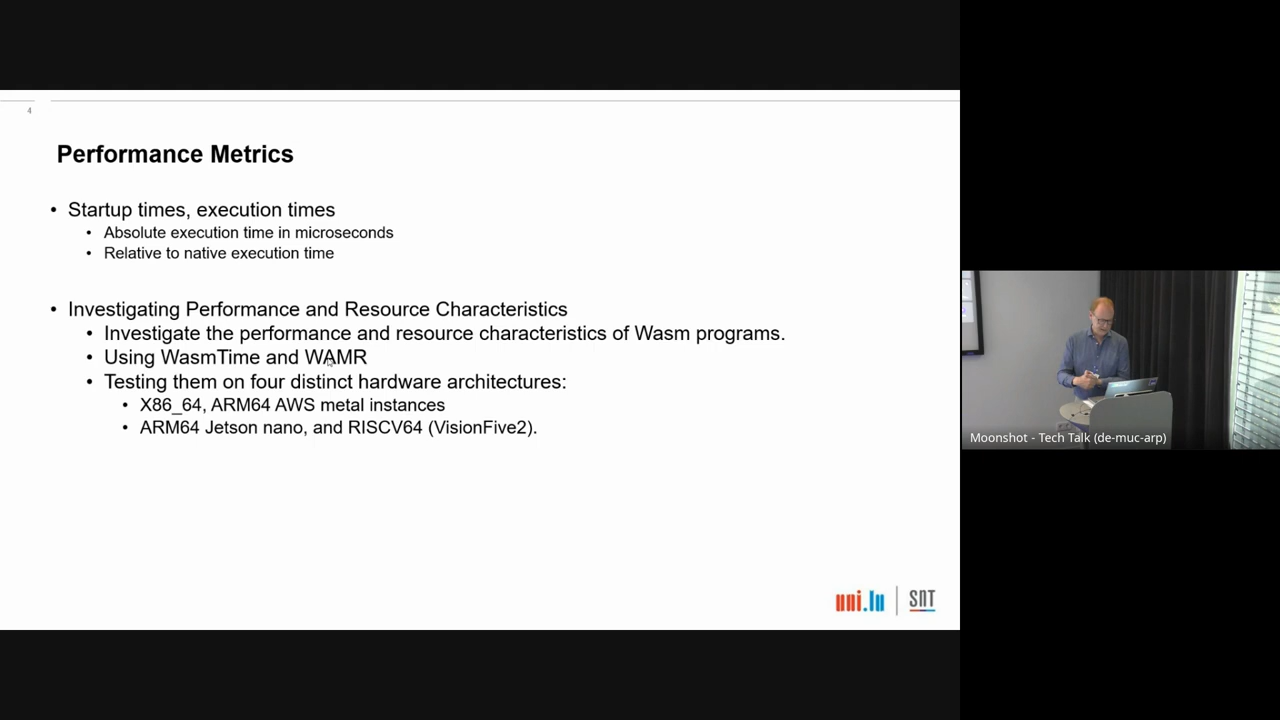 4
Performance Metrics
• Startup times, execution times
• Absolute execution time in microseconds
• Relative to native execution time
• Investigating Performance and Resource Characteristics
• Investigate the performance and resource characteristics of Wasm programs.
• Using WasmTime and WAMR
• Testing them on four distinct hardware architectures:
• X86_64, ARM64 AWS metal instances
• ARM64 Jetson nano, and RISCV64 (VisionFive2).
uni.lu | SNT
Moonshot - Tech Talk (de-muc-arp)